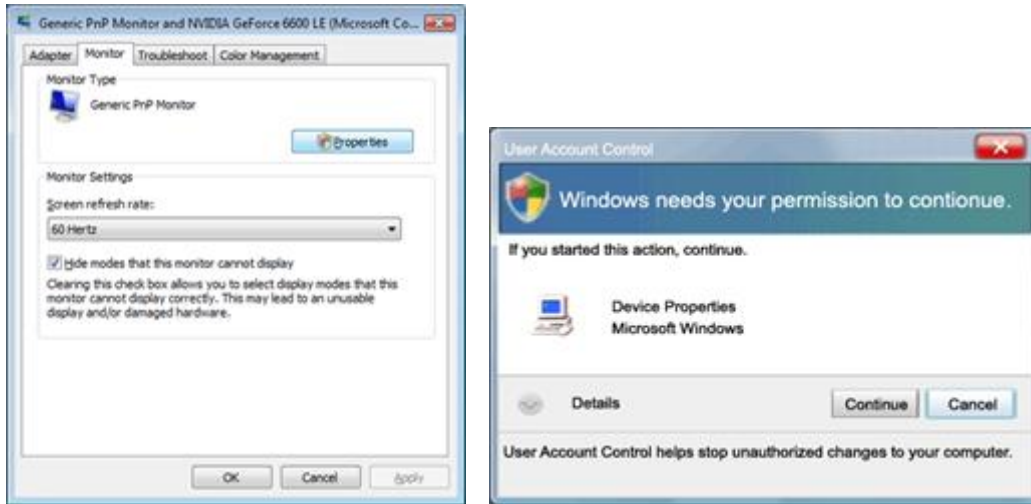 Generic PnP Monitor and NVIDIA GeForce 6600 LE (Microsoft Co...
Adapter
Monitor
Troubleshoot
Color Management
Monitor Type
Generic PnP Monitor
Properties
Monitor Settings
Screen refresh rate:
60 Hertz
Hide modes that this monitor cannot display
Clearing this check box allows you to select display modes that this
monitor cannot display correctly. This may lead to an unusable
display and/or damaged hardware.
OK
Cancel
Apply
User Account Control
Windows needs your permission to contionue.
If you started this action, continue.
Device Properties
Microsoft Windows
Details
Continue
Cancel
User Account Control helps stop unauthorized changes to your computer.